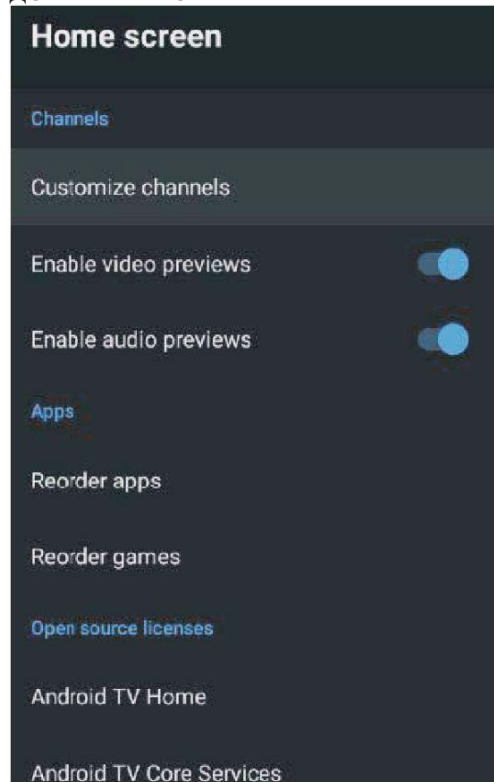 Home screen
Channels
Customize channels
Enable video previews
Enable audio previews
Apps
Reorder apps
Reorder games
Open source licenses
Android TV Home
Android TV Core Services